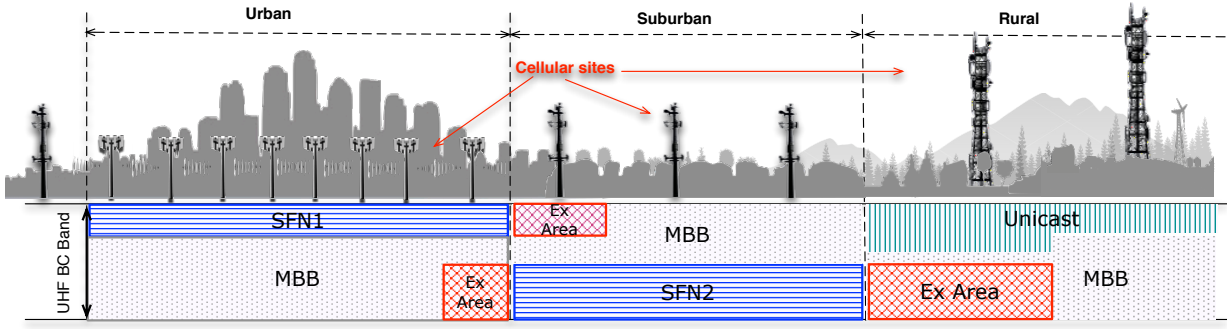 Urban
Suburban
Rural
Cellular sites
UHF BC Band
SFN1
MBB
Ex
Area
Ex
Area
MBB
SFN2
Unicast
Ex Area
MBB